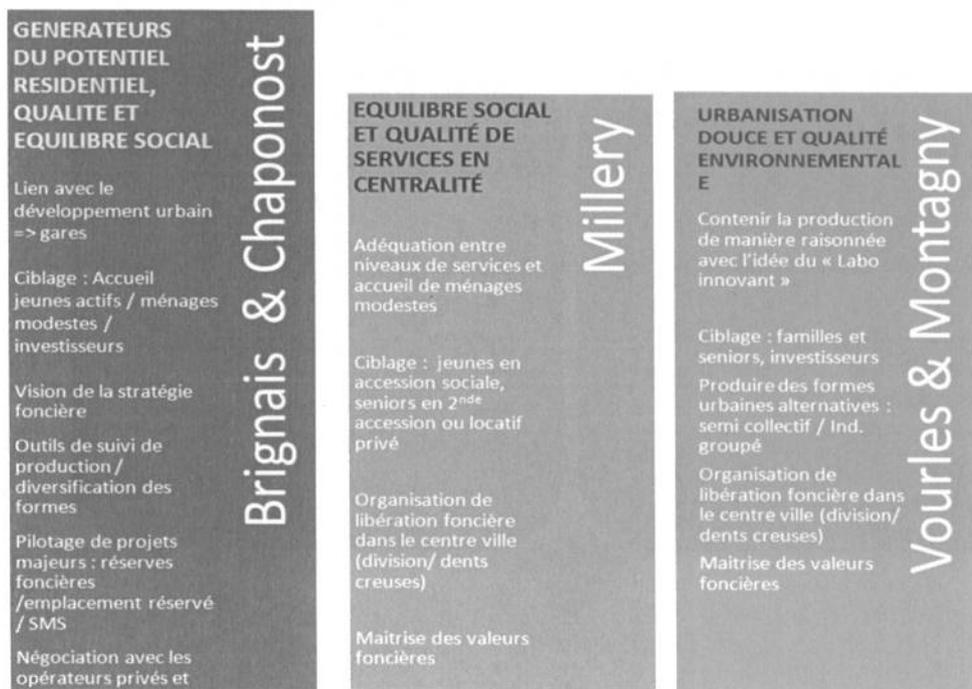 GENERATEURS
DU POTENTIEL
RESIDENTIEL,
QUALITE ET
EQUILIBRE SOCIAL
Lien avec le
développement urbain
=> gares
Ciblage : Accueil
jeunes actifs / ménages
modestes /
investisseurs
Vision de la stratégie
foncière
Outils de suivi de
production /
diversification des
formes
Pilotage de projets
majeurs : réserves
foncières
/emplacement réservé
/ SMS
Négociation avec les
opérateurs privés et
Brignais & Chaponost
EQUILIBRE SOCIAL
ET QUALITÉ DE
SERVICES EN
CENTRALITÉ
Adéquation entre
niveaux de services et
accueil de ménages
modestes
Ciblage : jeunes en
accession sociale,
seniors en 2nde
accession ou locatif
privé
Organisation de
libération foncière
dans le centre ville
(division/ dents
creuses)
Maitrise des valeurs
foncières
Millery
URBANISATION
DOUCE ET QUALITÉ
ENVIRONNEMENTAL
E
Contenir la production
de manière raisonnée
avec l'idée du « Labo
innovant »
Ciblage : familles et
seniors, investisseurs
Produire des formes
urbaines alternatives :
semi collectif / Ind.
groupé
Organisation de
libération foncière dans
le centre ville (division/
dents creuses)
Maitrise des valeurs
foncières
Vourles & Montagny